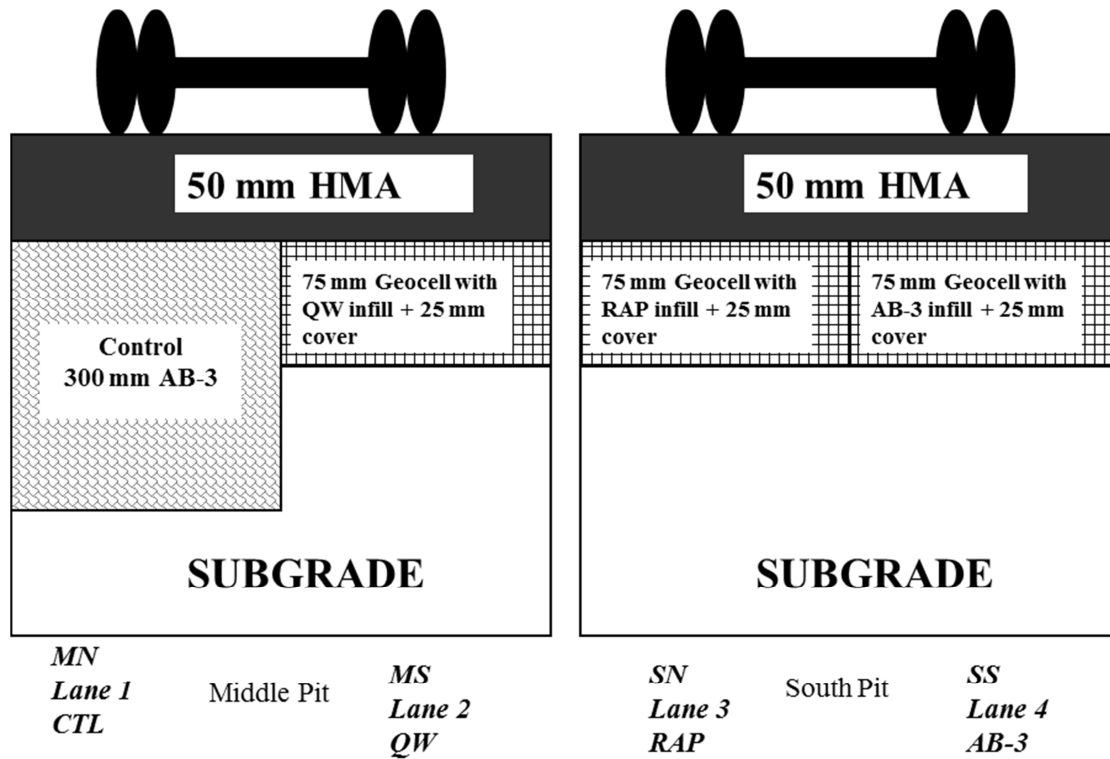 50 mm HMA
75 mm Geocell with
QW infill + 25 mm
cover
Control
300 mm AB-3
SUBGRADE
MN
Lane 1
CTL
Middle Pit
MS
Lane 2
QW
50 mm HMA
75 mm Geocell with
RAP infill + 25 mm
cover
75 mm Geocell with
AB-3 infill + 25 mm
cover
SUBGRADE
SN
Lane 3
RAP
South Pit
SS
Lane 4
AB-3